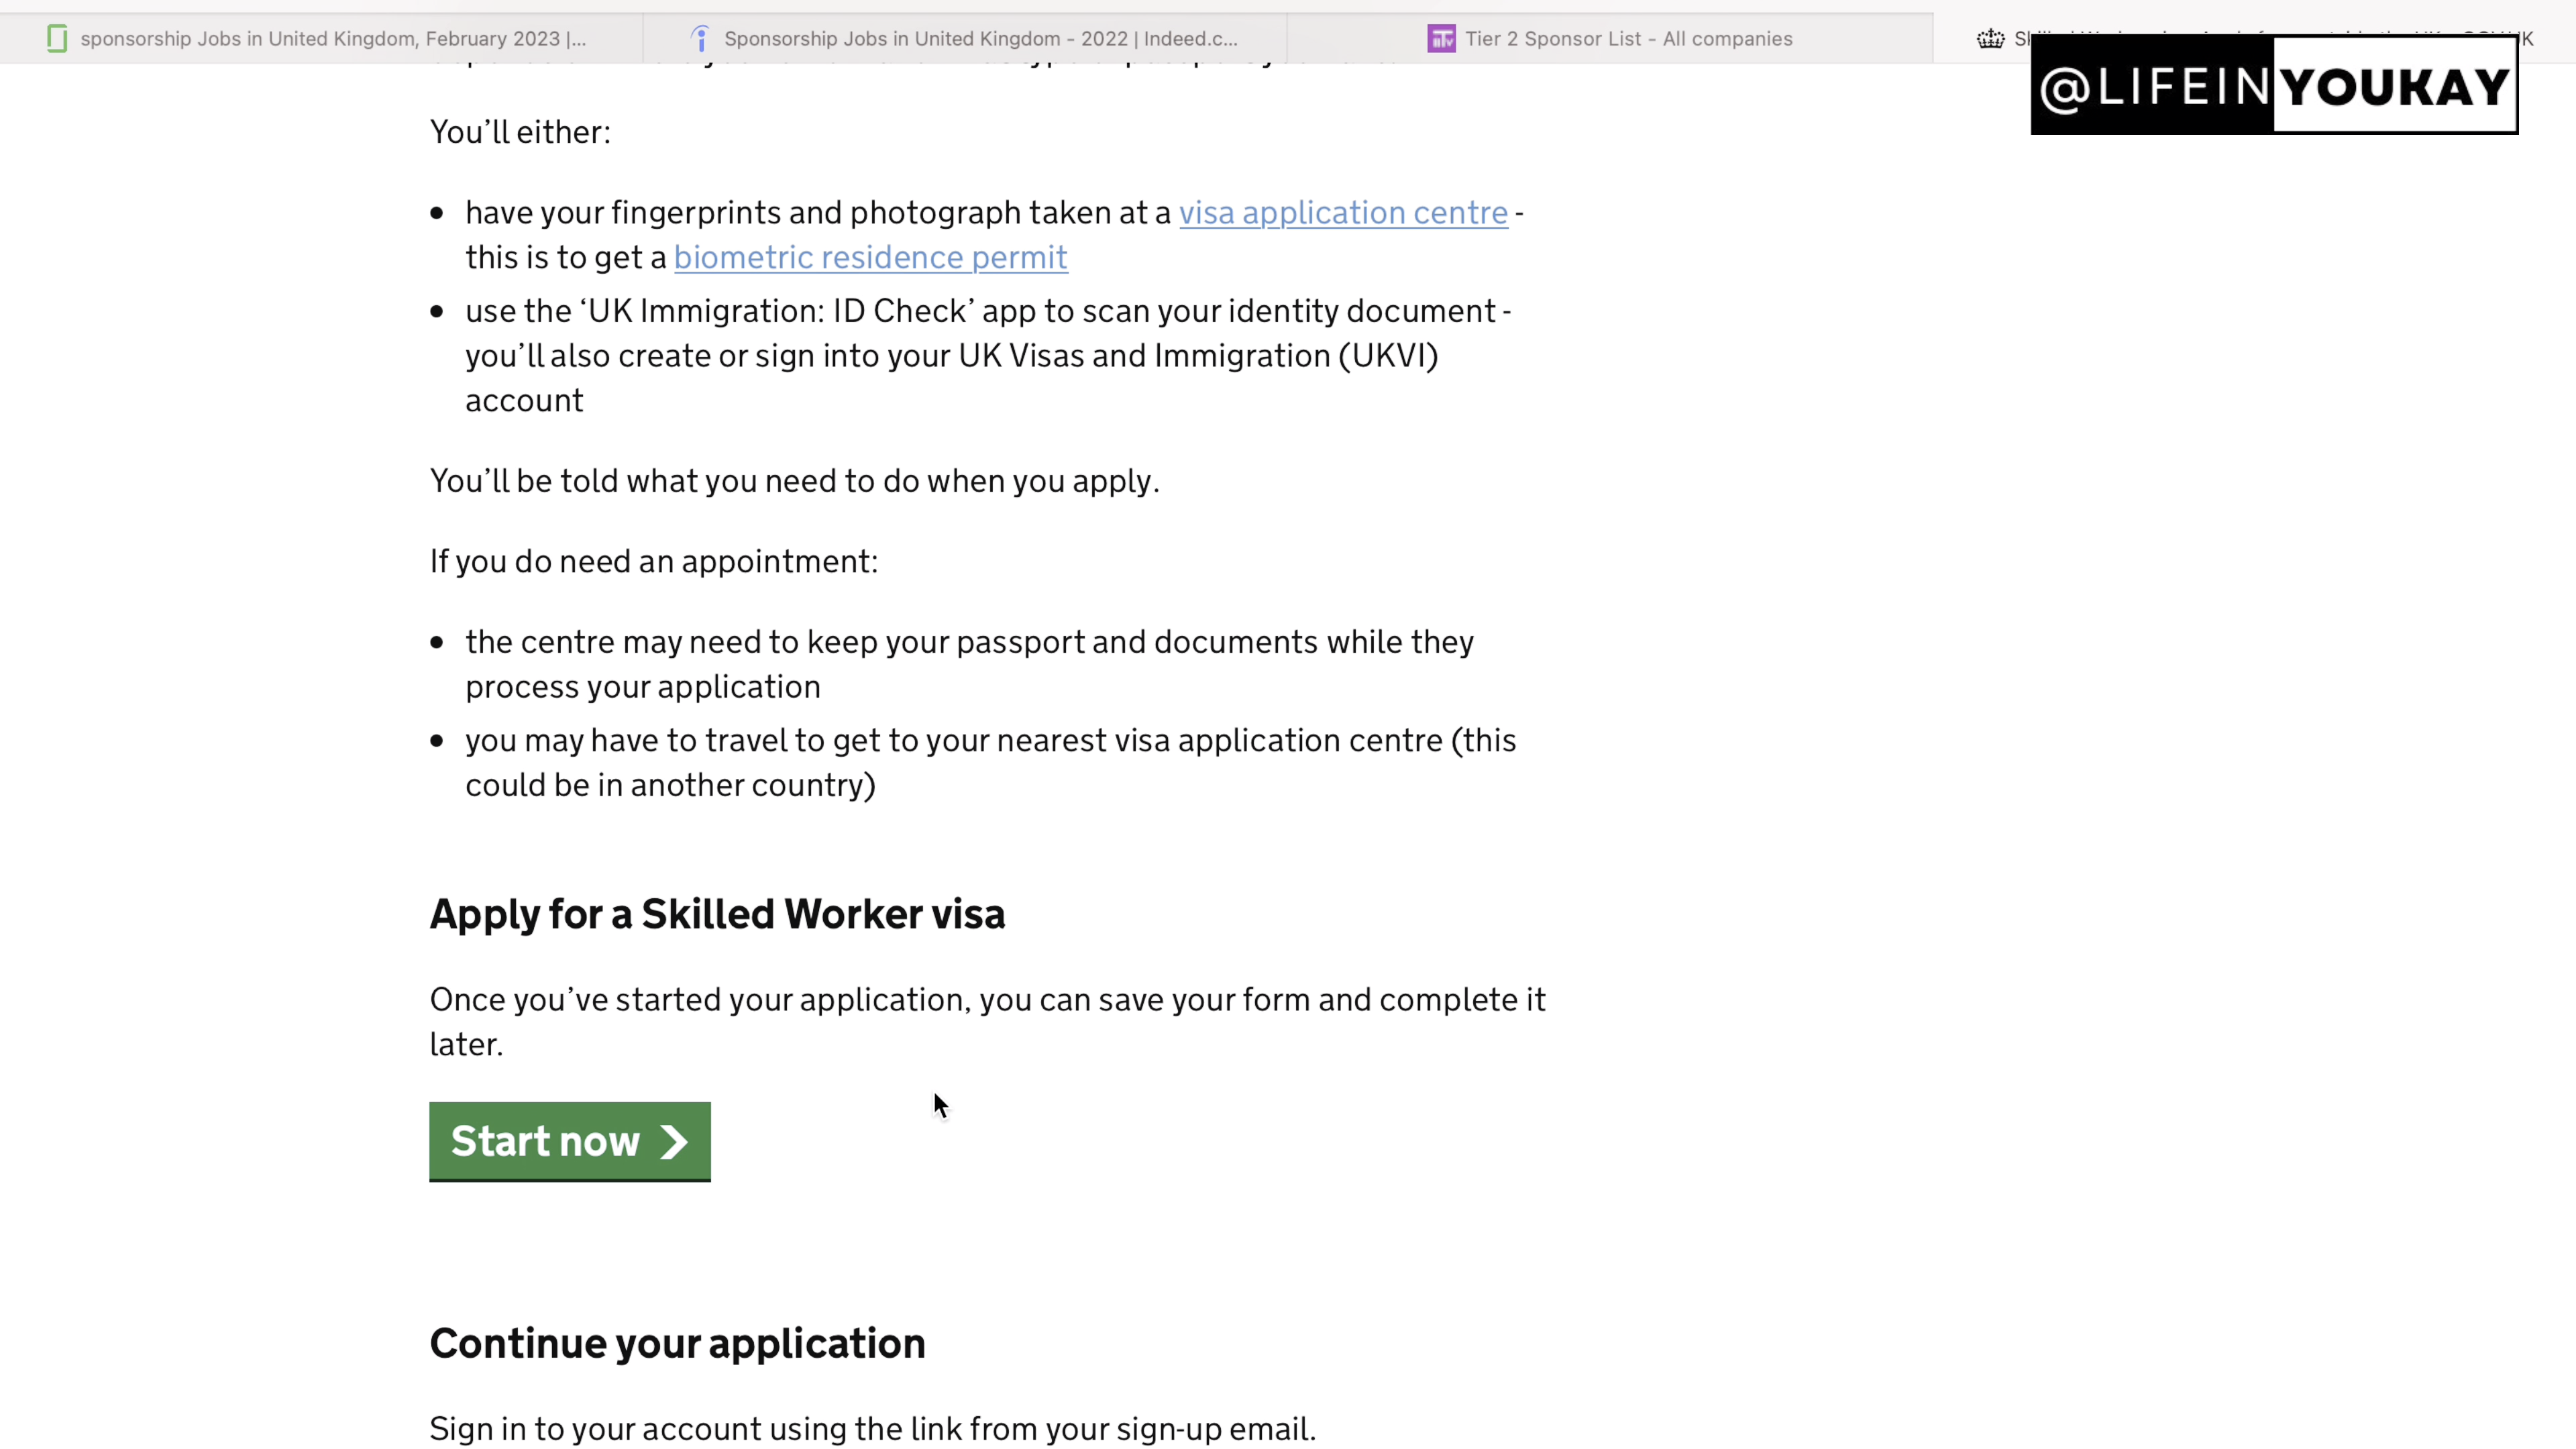 sponsorship Jobs in United Kingdom, February 2023 |...
Sponsorship Jobs in United Kingdom - 2022 | Indeed.c...
Tier 2 Sponsor List - All companies
@LIFEINYOUKAY
You’ll either:
• have your fingerprints and photograph taken at a visa application centre -
this is to get a biometric residence permit
• use the ‘UK Immigration: ID Check’ app to scan your identity document -
you’ll also create or sign into your UK Visas and Immigration (UKVI)
account
You’ll be told what you need to do when you apply.
If you do need an appointment:
• the centre may need to keep your passport and documents while they
process your application
• you may have to travel to get to your nearest visa application centre (this
could be in another country)
Apply for a Skilled Worker visa
Once you’ve started your application, you can save your form and complete it
later.
Start now
Continue your application
Sign in to your account using the link from your sign-up email.